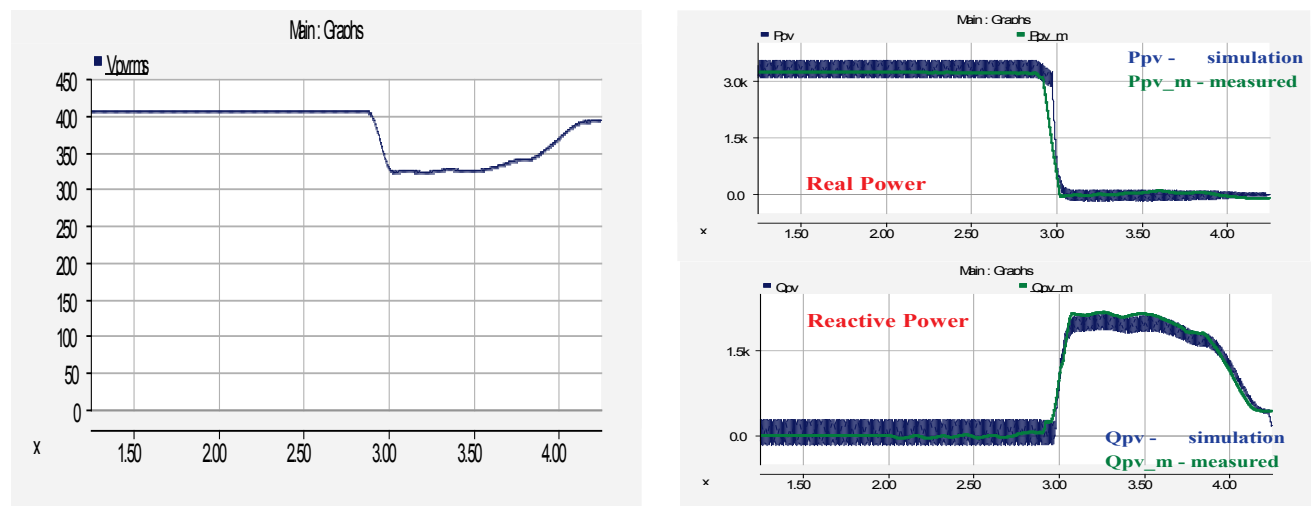 Main : Graphs
Vpvrms
450
400
350
300
250
200
150
100
50
0
x 1.50 2.00 2.50 3.00 3.50 4.00
Main : Graphs
Ppv Ppv_m
Ppv - simulation
Ppv_m - measured
3.0k
1.5k
0.0
Real Power
x 1.50 2.00 2.50 3.00 3.50 4.00
Main : Graphs
Qpv Qpv_m
Reactive Power
1.5k
0.0
Qpv - simulation
Qpv_m - measured
x 1.50 2.00 2.50 3.00 3.50 4.00